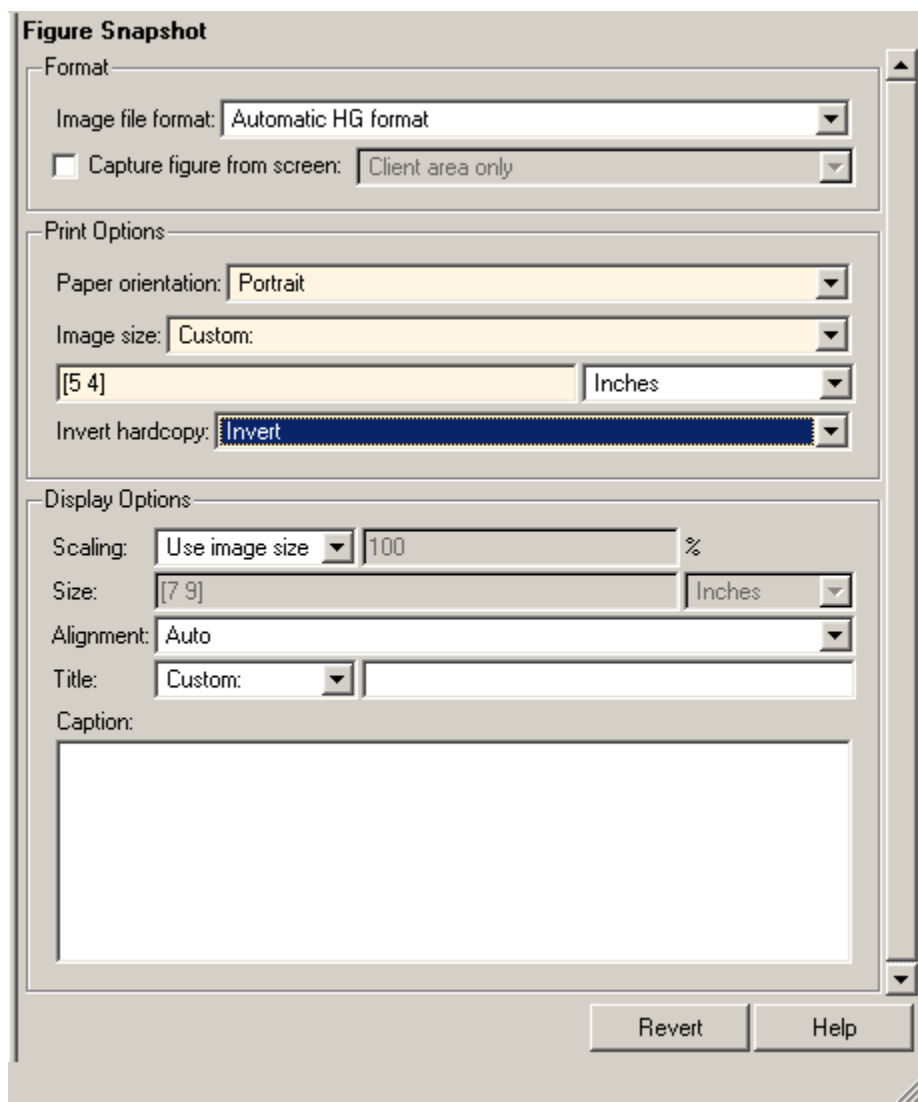 Figure Snapshot
Format
Image file format: Automatic HG format
Capture figure from screen: Client area only
Print Options
Paper orientation: Portrait
Image size: Custom:
[5 4] Inches
Invert hardcopy: Invert
Display Options
Scaling: Use image size 100 %
Size: [7 9] Inches
Alignment: Auto
Title: Custom:
Caption:
Revert Help